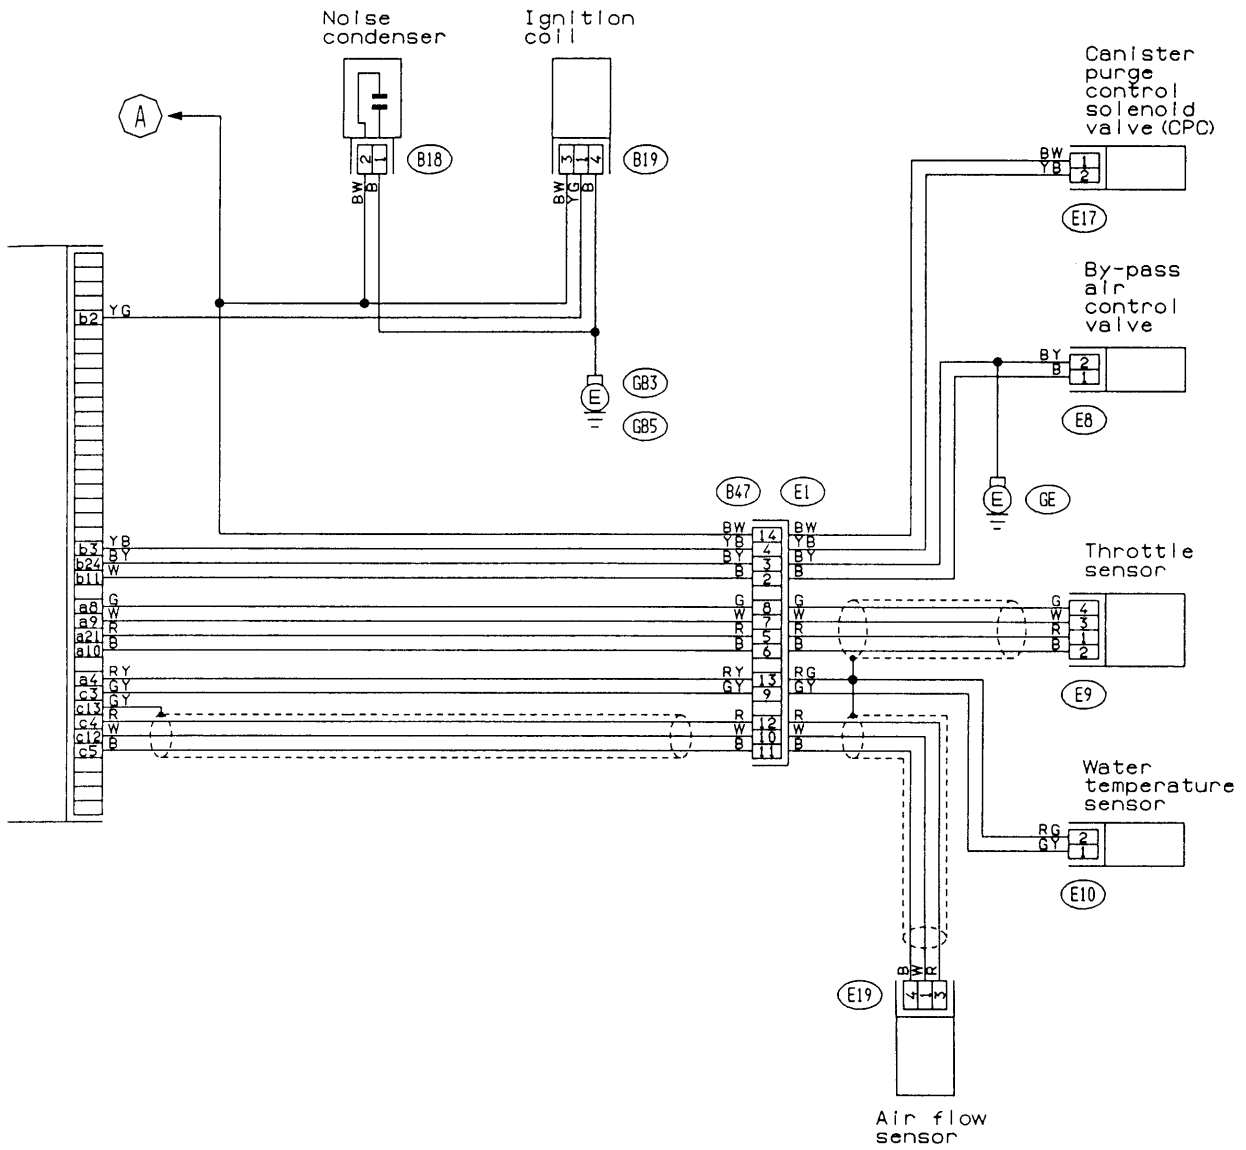 Noise
condenser
Ignition
coil
Canister
purge
control
solenoid
valve (CPC)
A
2 1
B18
3 1 4
B19
BW B
BW YG B
BW 1
YB 2
E17
By-pass
air
control
valve
b2 YG
BY 2
B 1
E8
E
GB3
GB5
E
GE
B47 E1
BW 14 BW
b3 YB YB 4 YB
b24 BY BY 3 BY
b11 W B 2 B
Throttle
sensor
a8 G G 8 G G 4
a9 W W 7 W W 3
a21 R R 5 R R 1
a10 B B 6 B B 2
E9
a4 RY RY 13 RG
c3 GY GY 9 GY
c13 GY
c4 R R 12 R
c12 W W 10 W
c5 B B 11 B
Water
temperature
sensor
RG 2
GY 1
E10
B W R
E19
4 1 3
Air flow
sensor